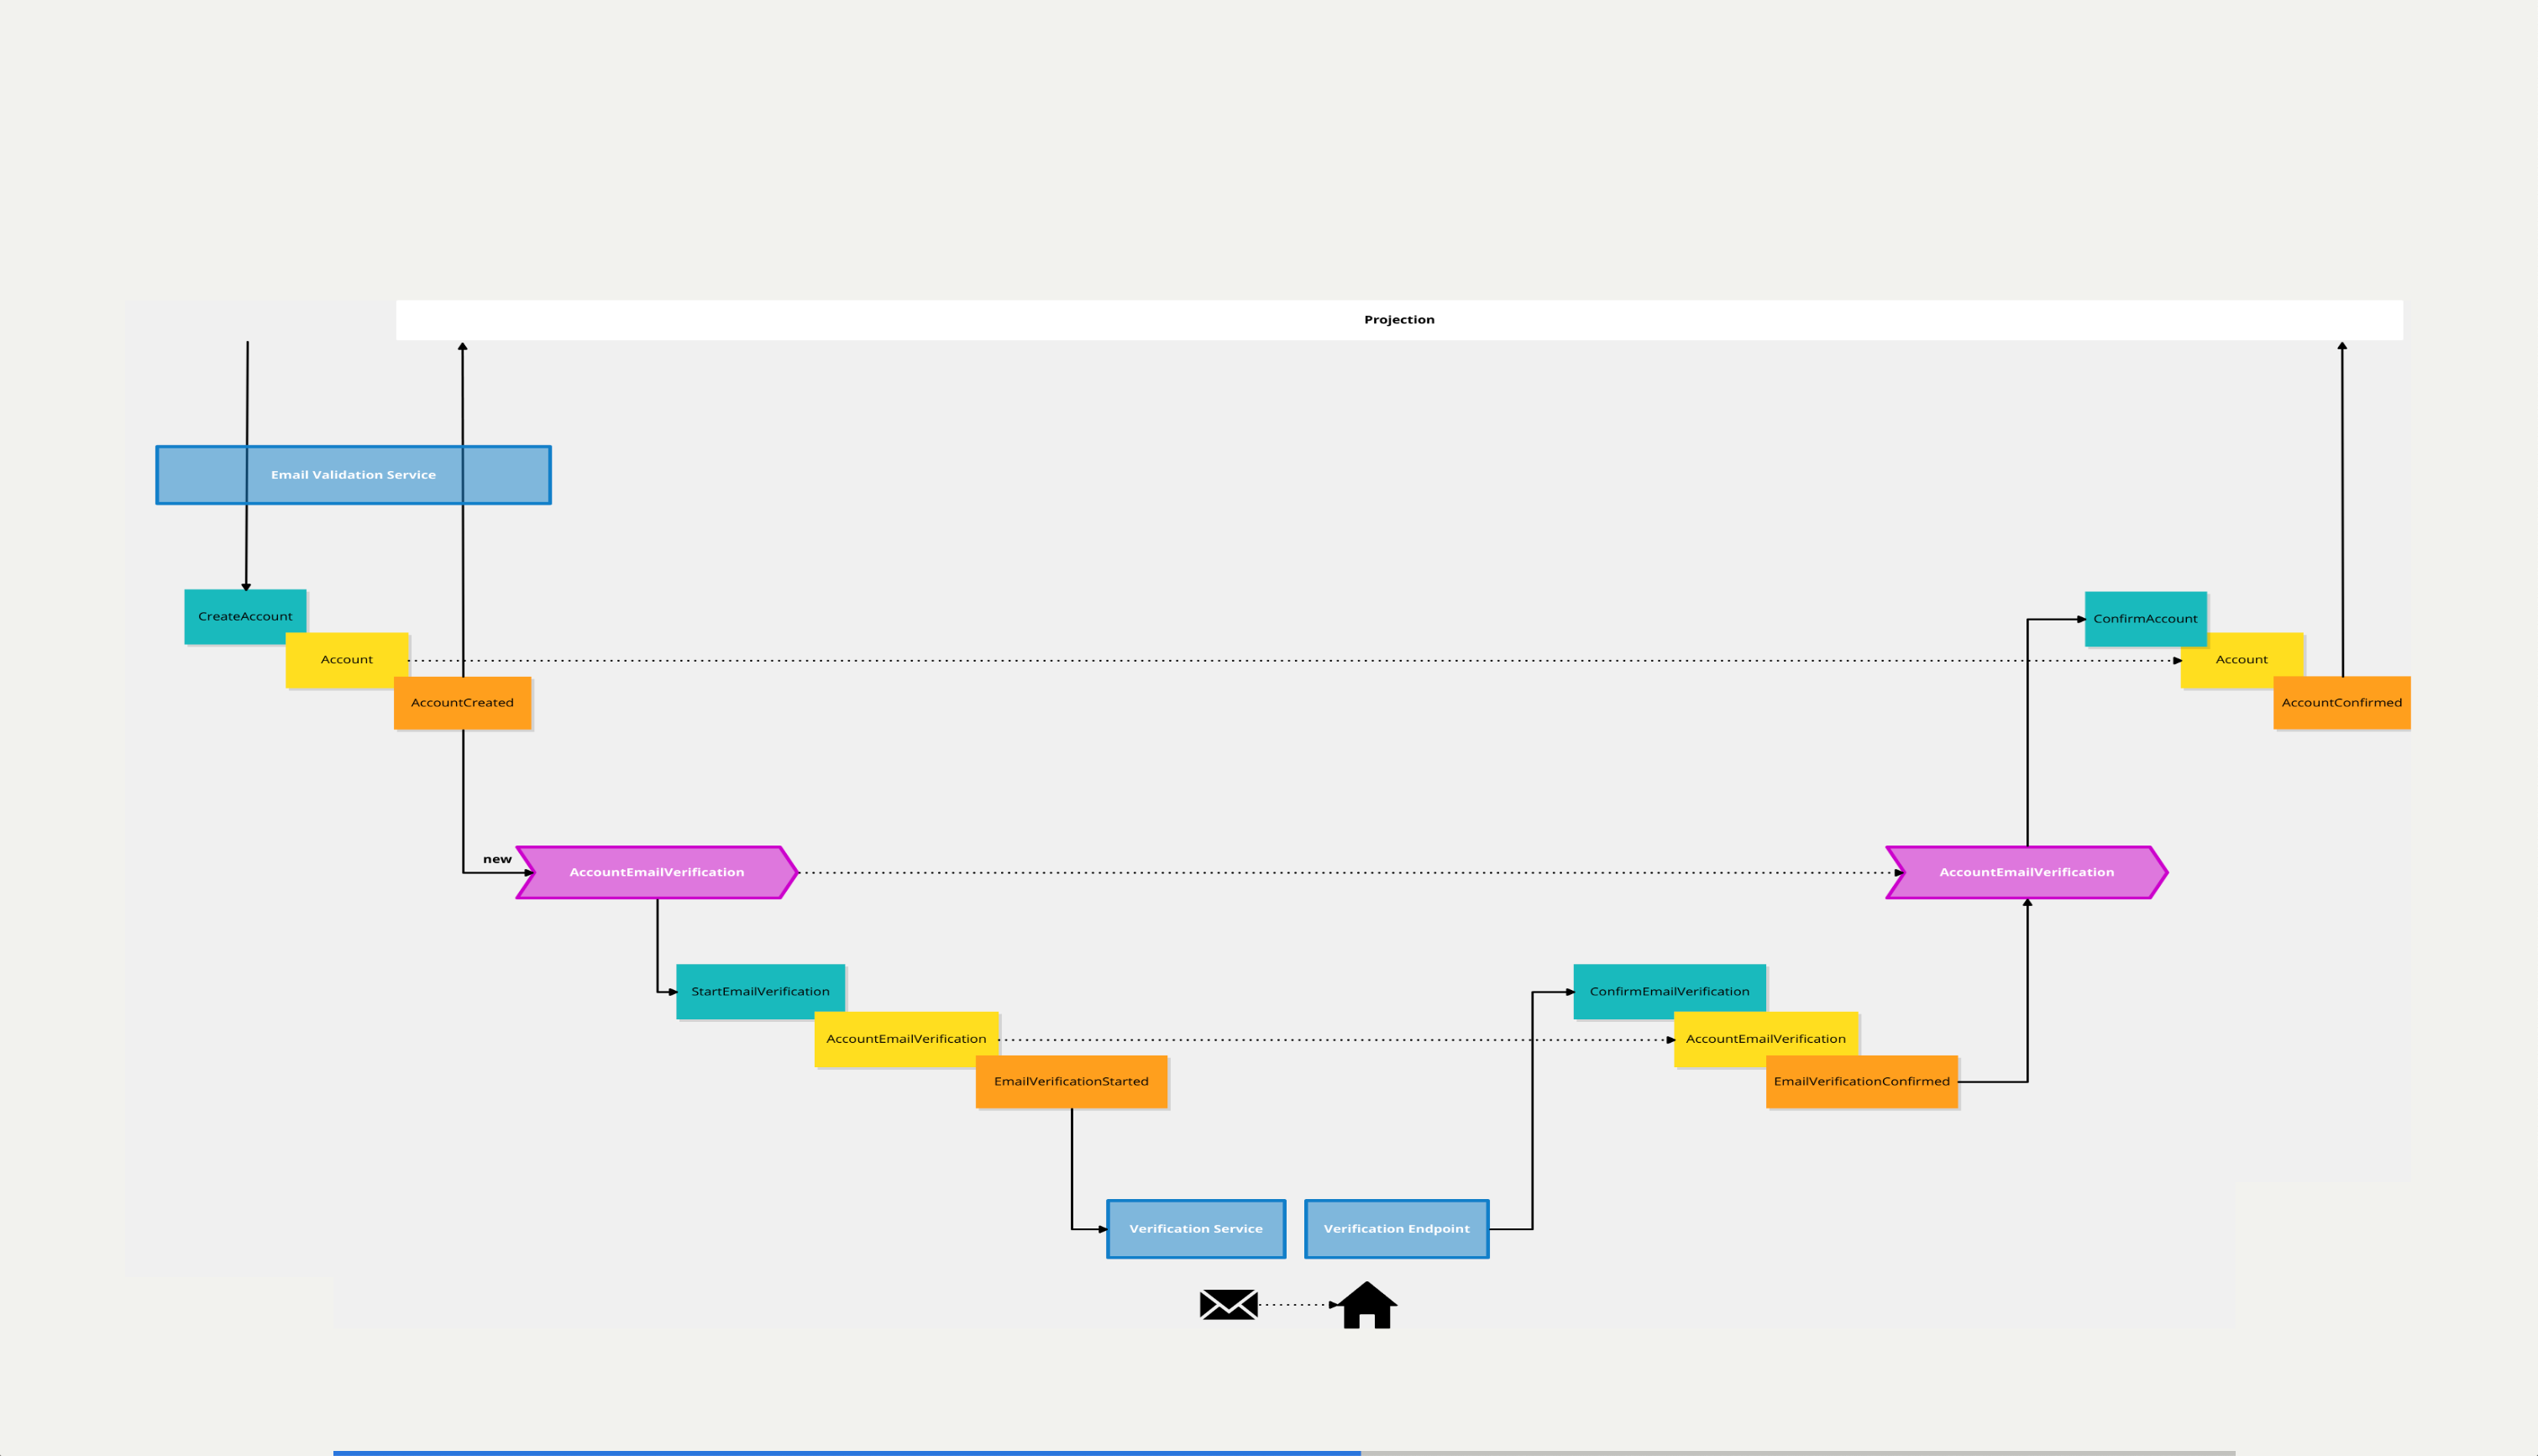 Projection
Email Validation Service
CreateAccount
ConfirmAccount
Account
Account
AccountCreated
AccountConfirmed
new
AccountEmailVerification
AccountEmailVerification
StartEmailVerification
ConfirmEmailVerification
AccountEmailVerification
AccountEmailVerification
EmailVerificationStarted
EmailVerificationConfirmed
Verification Service
Verification Endpoint